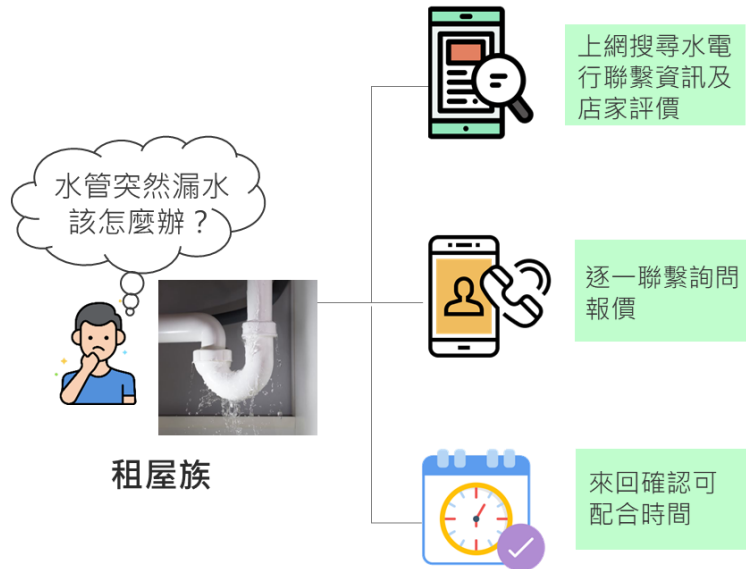 水管突然漏水
該怎麼辦？
租屋族
上網搜尋水電
行聯繫資訊及
店家評價
逐一聯繫詢問
報價
來回確認可
配合時間